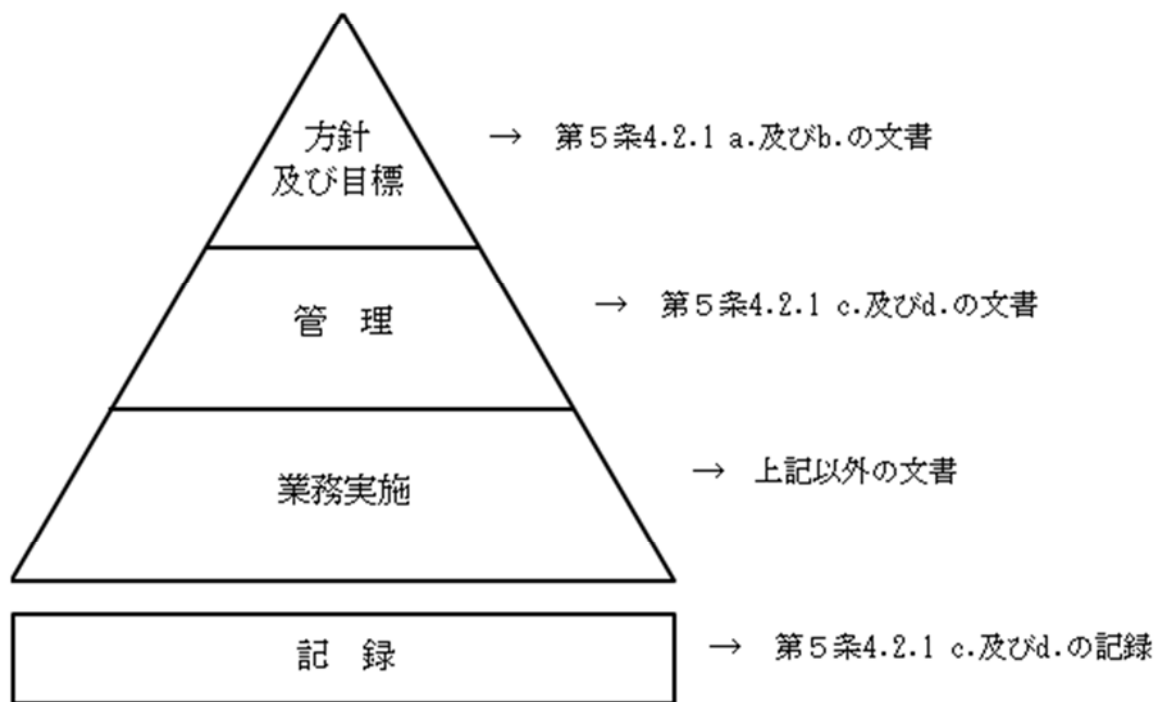 方針
及び目標
→ 第5条4.2.1 a.及びb.の文書
管 理
→ 第5条4.2.1 c.及びd.の文書
業務実施
→ 上記以外の文書
記 録
→ 第5条4.2.1 c.及びd.の記録